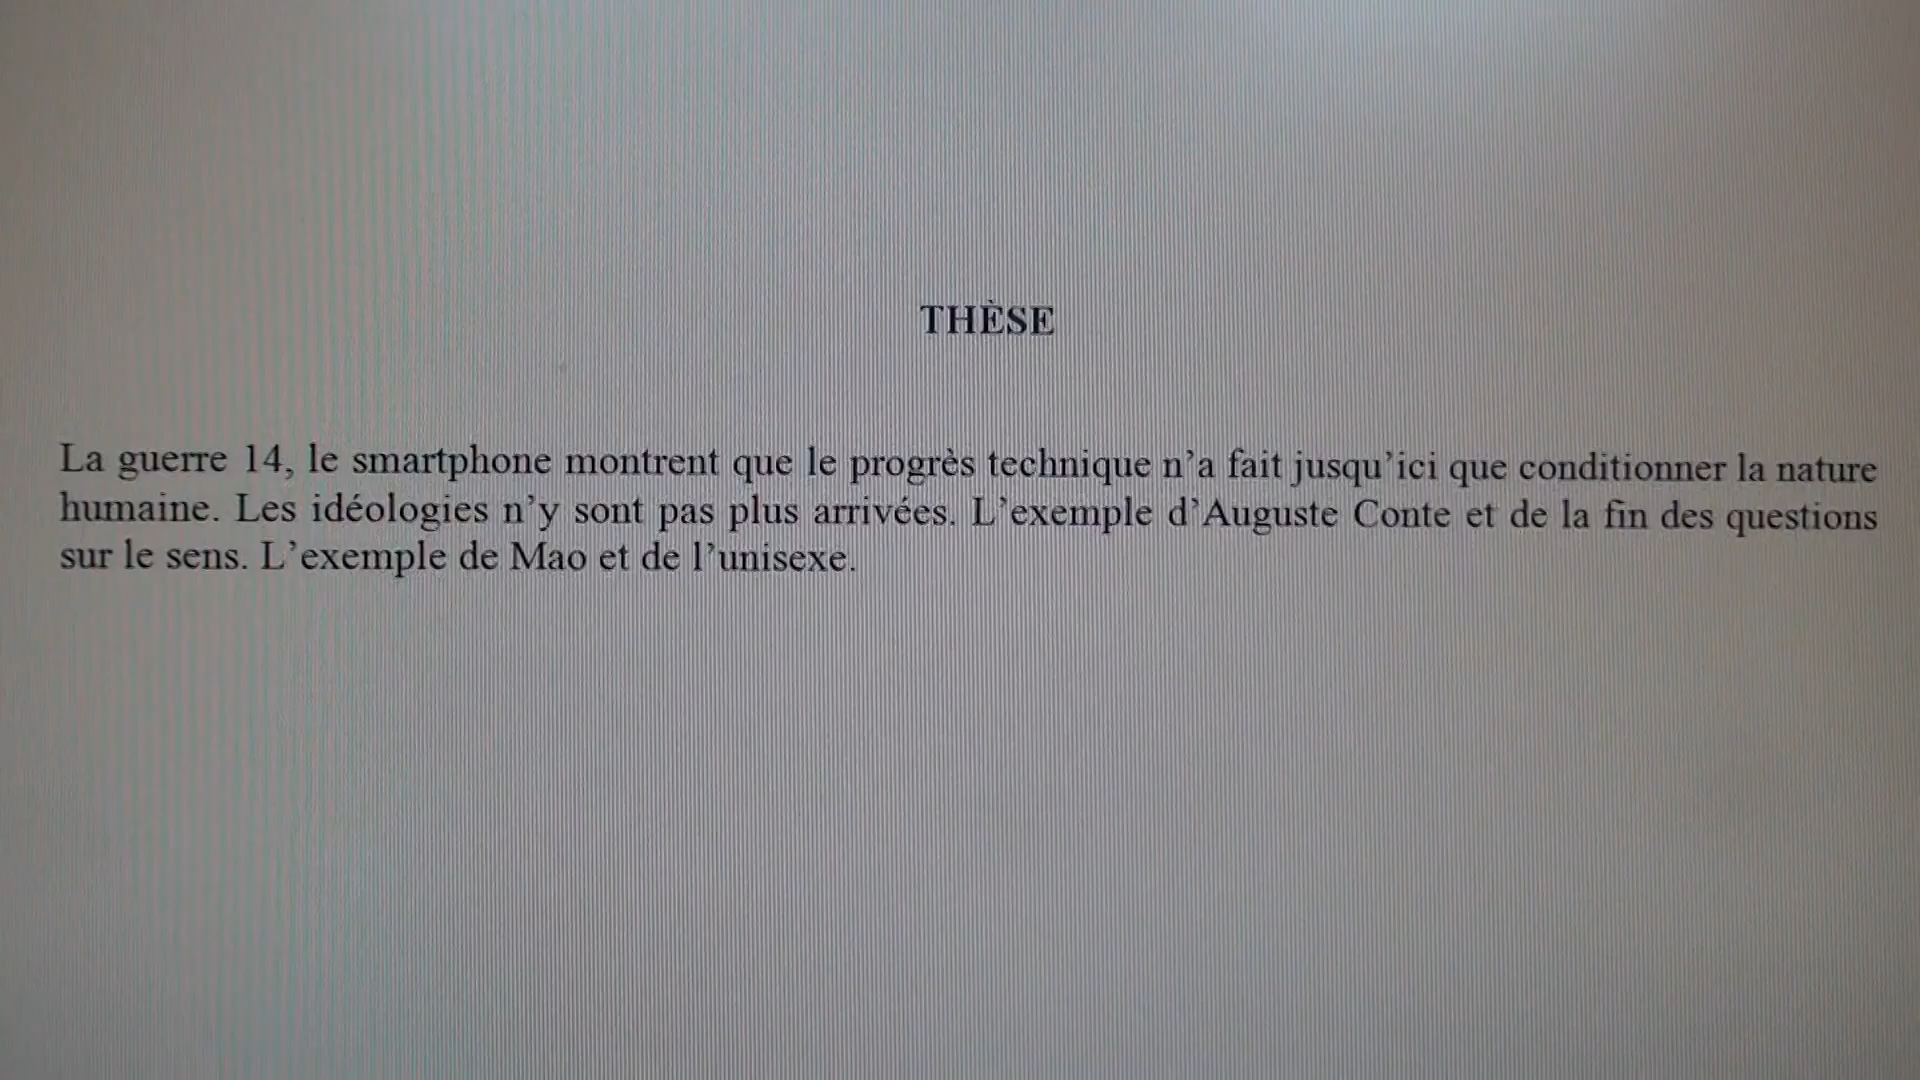 THÈSE
La guerre 14, le smartphone montrent que le progrès technique n’a fait jusqu’ici que conditionner la nature
humaine. Les idéologies n’y sont pas plus arrivées. L’exemple d’Auguste Conte et de la fin des questions
sur le sens. L’exemple de Mao et de l’unisexe.